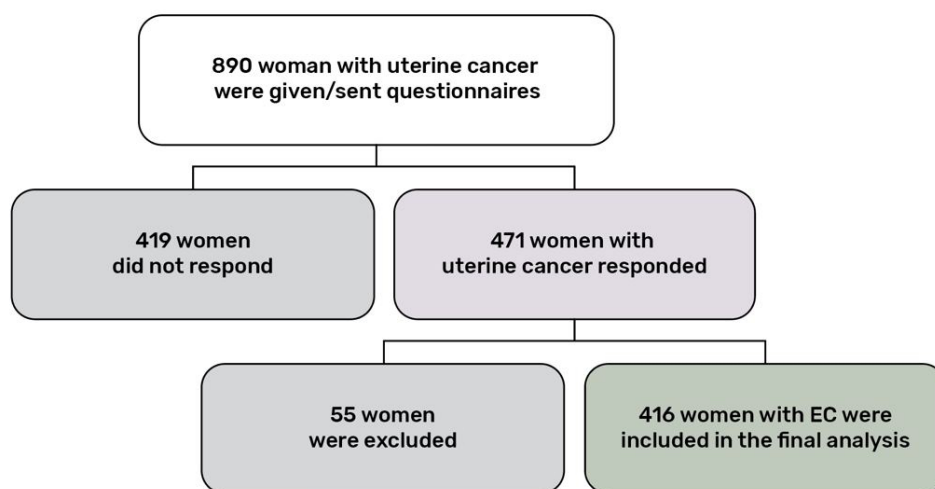 890 woman with uterine cancer
were given/sent questionnaires
419 women
did not respond
471 women with
uterine cancer responded
55 women
were excluded
416 women with EC were
included in the final analysis